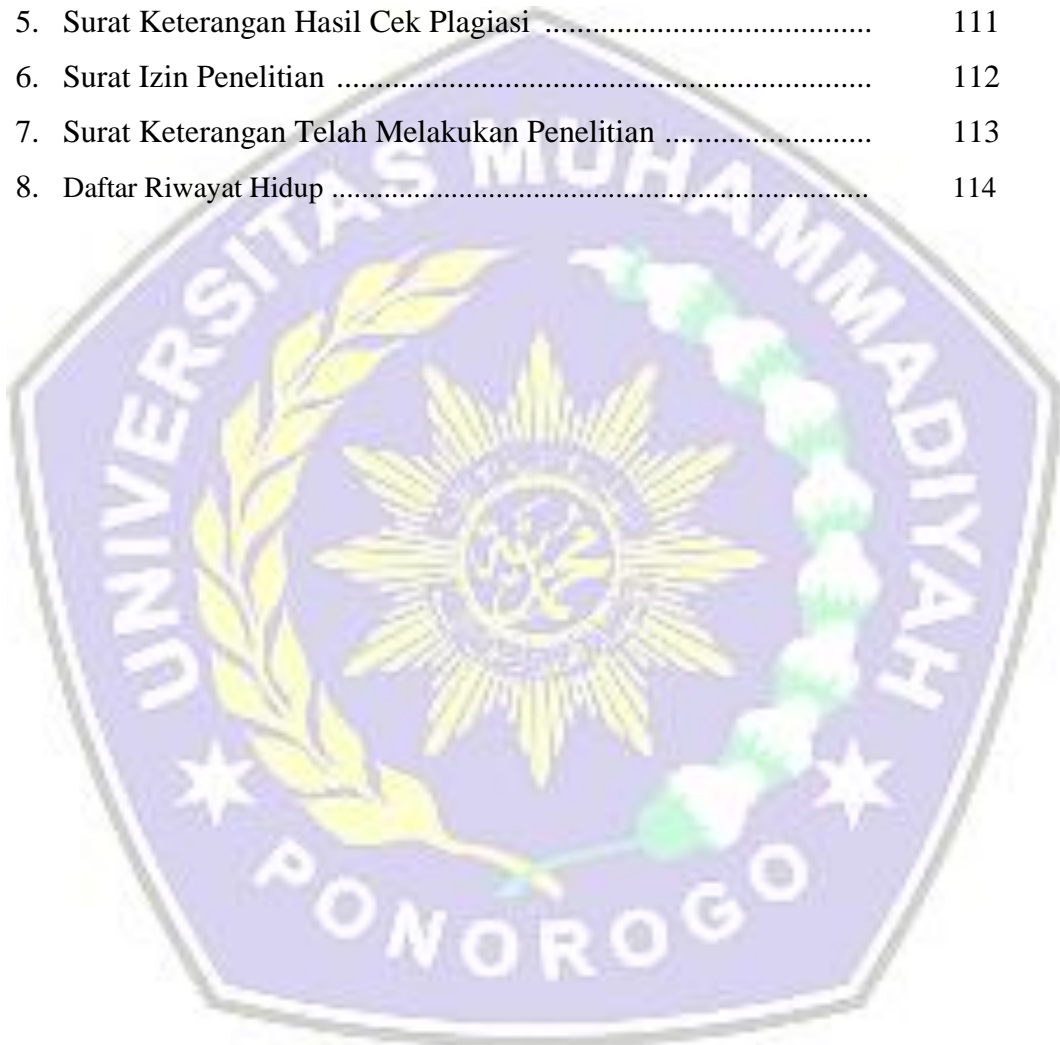 5. Surat Keterangan Hasil Cek Plagiasi ........................................ 111
6. Surat Izin Penelitian .................................................................. 112
7. Surat Keterangan Telah Melakukan Penelitian ......................... 113
8. Daftar Riwayat Hidup ................................................................... 114
UNIVERSITAS MUHAMMADIYAH
PONOROGO